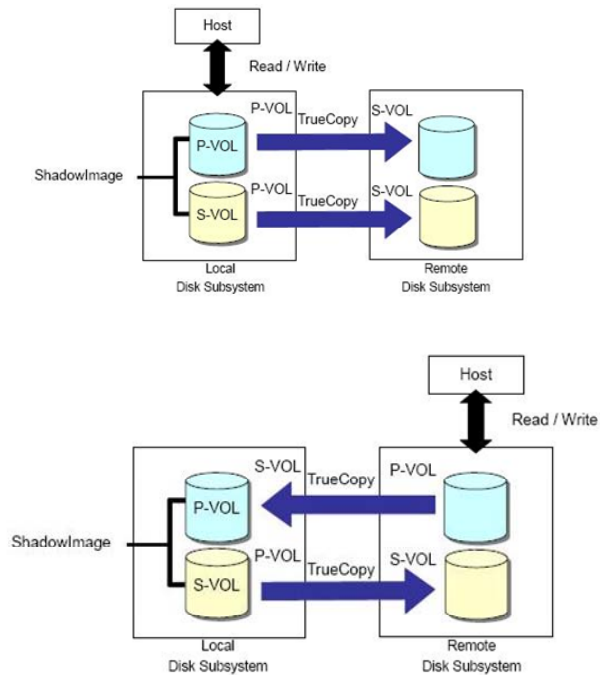 Host
Read / Write
P-VOL
TrueCopy
S-VOL
P-VOL
ShadowImage
P-VOL
TrueCopy
S-VOL
S-VOL
Local
Disk Subsystem
Remote
Disk Subsystem
Host
Read / Write
S-VOL
TrueCopy
P-VOL
P-VOL
ShadowImage
P-VOL
TrueCopy
S-VOL
S-VOL
Local
Disk Subsystem
Remote
Disk Subsystem